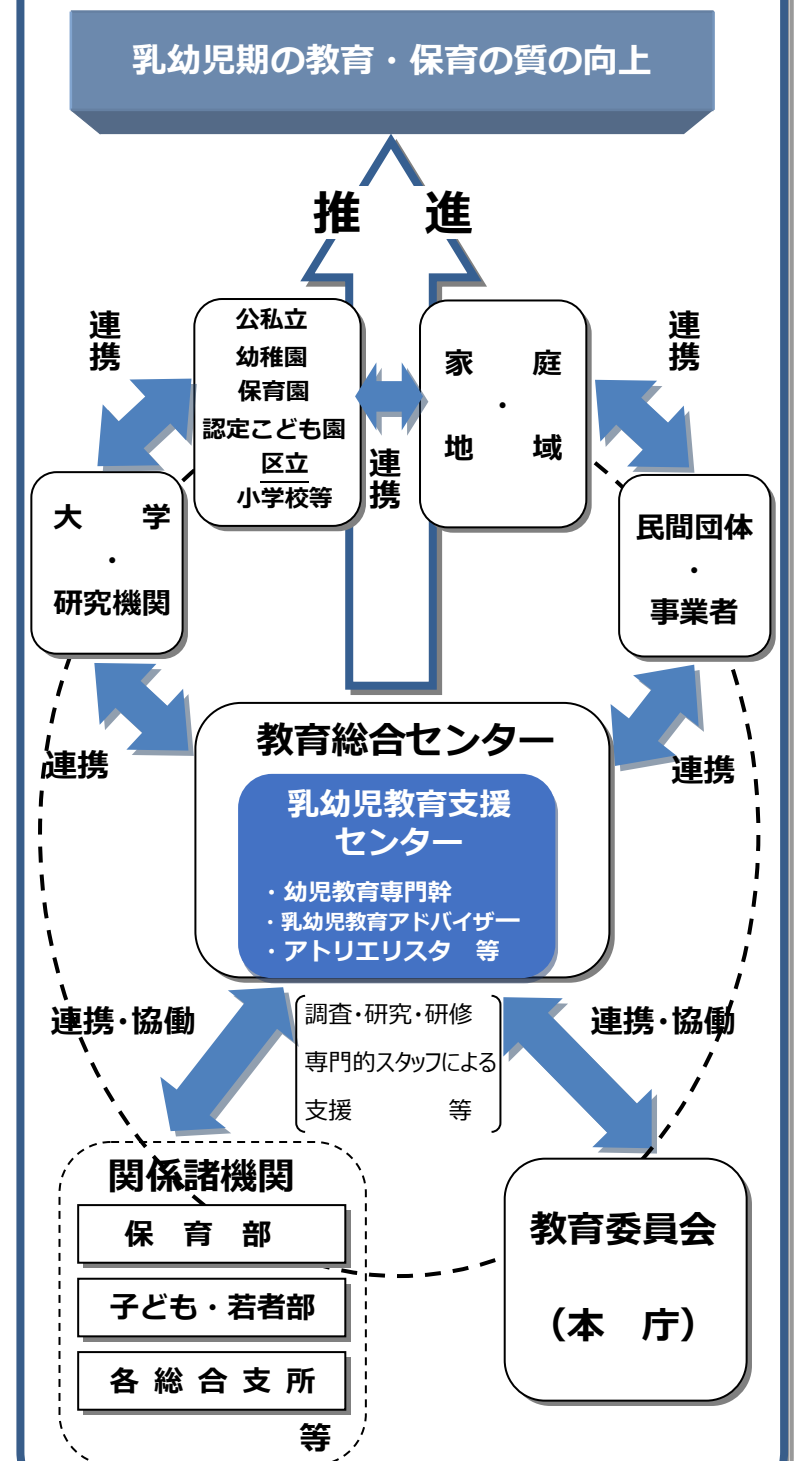 乳幼児期の教育・保育の質の向上
推　進
連携
公私立
幼稚園
保育園
認定こども園
区立
小学校等
連携
家　庭
・
地　域
連携
大　学
・
研究機関
民間団体
・
事業者
連携
教育総合センター
乳幼児教育支援
センター
・幼児教育専門幹
・乳幼児教育アドバイザー
・アトリエリスタ　等
連携
連携・協働
調査・研究・研修
専門的スタッフによる
支援　　　　等
連携・協働
関係諸機関
保　育　部
子ども・若者部
各 総 合 支 所
等
教育委員会
（本　庁）